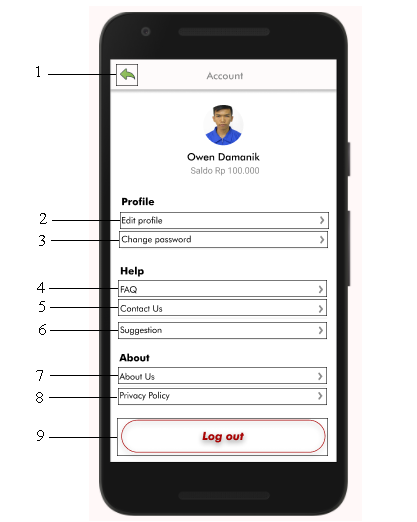 1
Account
Owen Damanik
Saldo Rp 100.000
Profile
2 Edit profile
3 Change password
Help
4 FAQ
5 Contact Us
6 Suggestion
About
7 About Us
8 Privacy Policy
9 Log out